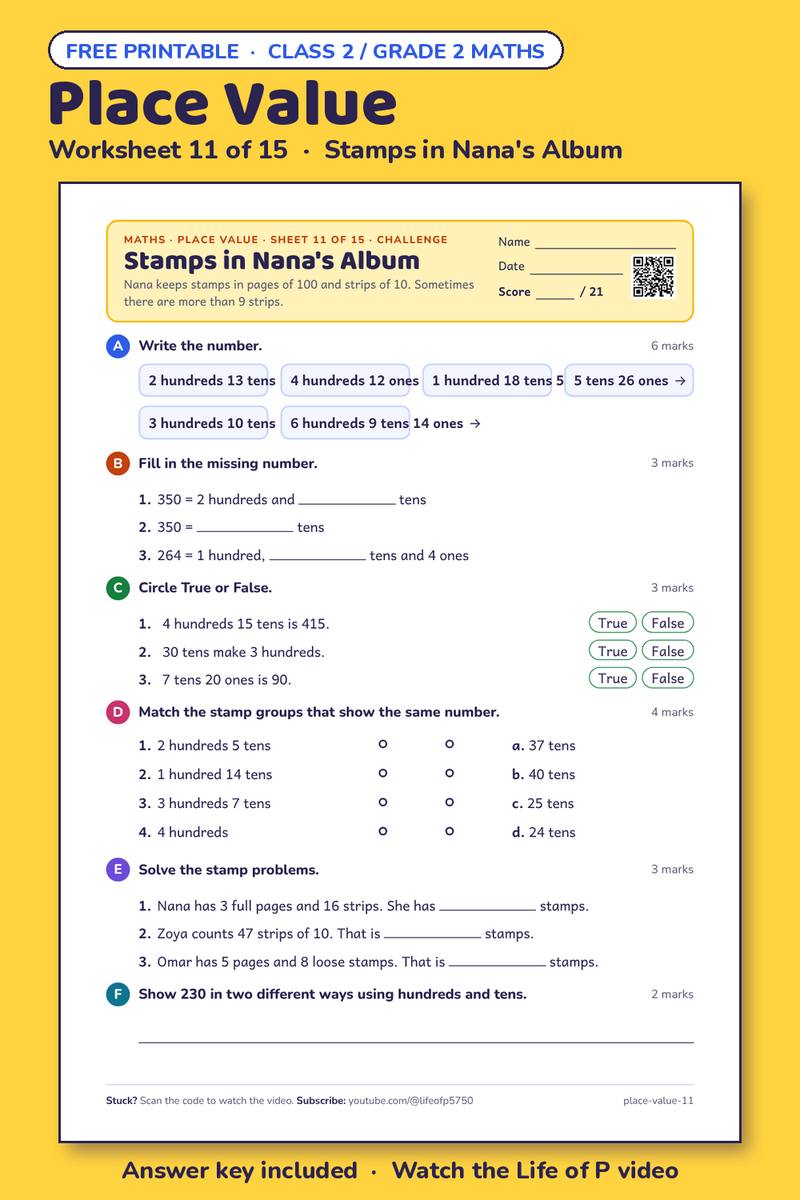 FREE PRINTABLE · CLASS 2 / GRADE 2 MATHS
Place Value
Worksheet 11 of 15 · Stamps in Nana's Album
MATHS · PLACE VALUE · SHEET 11 OF 15 · CHALLENGE
Stamps in Nana's Album
Nana keeps stamps in pages of 100 and strips of 10. Sometimes
there are more than 9 strips.
Name
Date
Score / 21
A Write the number. 6 marks
2 hundreds 13 tens 4 hundreds 12 ones 1 hundred 18 tens 5 5 tens 26 ones →
3 hundreds 10 tens 6 hundreds 9 tens 14 ones →
B Fill in the missing number. 3 marks
1. 350 = 2 hundreds and ____________ tens
2. 350 = ____________ tens
3. 264 = 1 hundred, ____________ tens and 4 ones
C Circle True or False. 3 marks
1. 4 hundreds 15 tens is 415. True False
2. 30 tens make 3 hundreds. True False
3. 7 tens 20 ones is 90. True False
D Match the stamp groups that show the same number. 4 marks
1. 2 hundreds 5 tens a. 37 tens
2. 1 hundred 14 tens b. 40 tens
3. 3 hundreds 7 tens c. 25 tens
4. 4 hundreds d. 24 tens
E Solve the stamp problems. 3 marks
1. Nana has 3 full pages and 16 strips. She has ____________ stamps.
2. Zoya counts 47 strips of 10. That is ____________ stamps.
3. Omar has 5 pages and 8 loose stamps. That is ____________ stamps.
F Show 230 in two different ways using hundreds and tens. 2 marks
Stuck? Scan the code to watch the video. Subscribe: youtube.com/@lifeofp5750 place-value-11
Answer key included · Watch the Life of P video